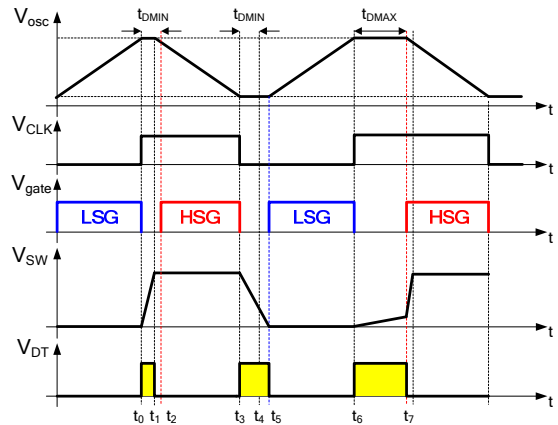 tDMIN tDMIN tDMAX
Vosc
t
VCLK
t
Vgate
LSG HSG LSG HSG
t
VSW
t
VDT
t
t0 t1 t2 t3 t4 t5 t6 t7